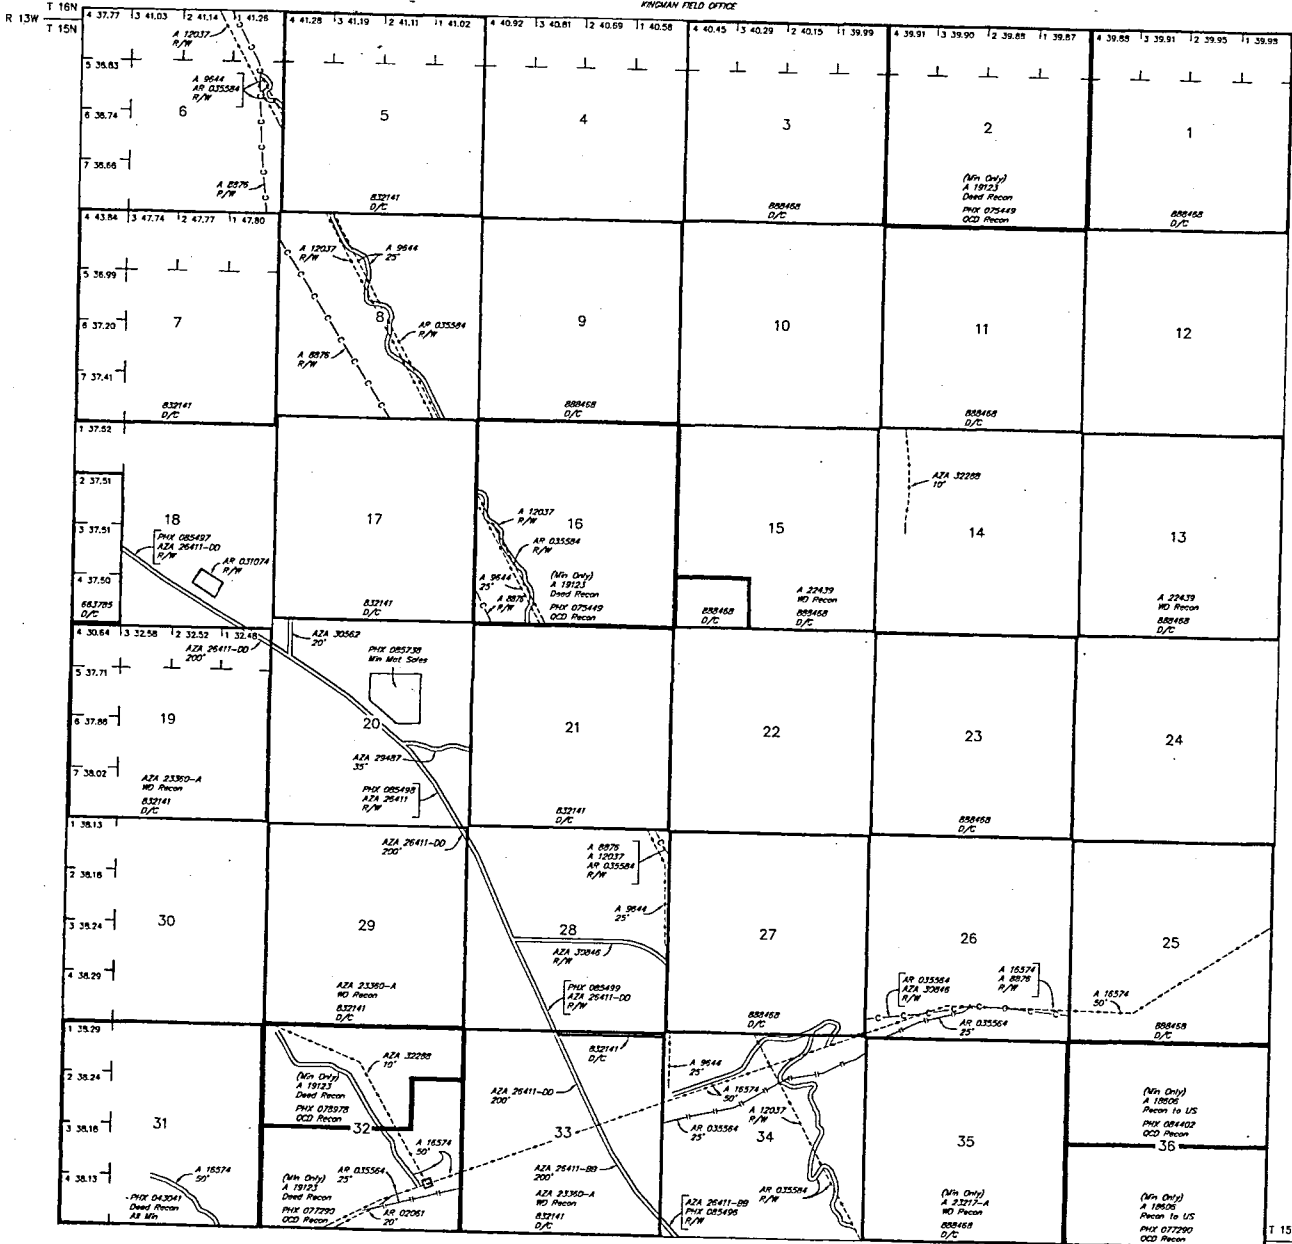 T 16N
R 13W
T 15N
KINGMAN FIELD OFFICE
4 37.77 3 41.03 2 41.14 1 41.26
4 41.28 3 41.19 2 41.11 1 41.02
4 40.92 3 40.81 2 40.69 1 40.58
4 40.45 3 40.29 2 40.15 1 39.99
4 39.91 3 39.90 2 39.88 1 39.87
4 39.88 3 39.91 2 39.95 1 39.99
A 12037
R/W
5 36.63
A 9644
AR 035584
R/W
6
6 38.74
7 38.66
A 8876
R/W
5
832141
D/C
4
3
888468
D/C
2
(Min Only)
A 19123
Deed Recon
PHX 075449
OCD Recon
1
888468
D/C
4 43.84 3 47.74 2 47.77 1 47.80
5 36.99
6 37.20
7
7 37.41
832141
D/C
A 12037
R/W
A 9644
25'
8
AR 035584
R/W
A 8876
R/W
9
888468
D/C
10
11
888468
D/C
12
1 37.52
2 37.51
3 37.51
18
PHX 085497
AZA 26411-DD
R/W
AR 031074
R/W
4 37.50
663785
D/C
17
832141
D/C
A 12037
R/W
16
AR 035584
R/W
A 9644
25'
A 8876
R/W
(Min Only)
A 19123
Deed Recon
PHX 075449
OCD Recon
15
888468
D/C
A 22439
WO Recon
888468
D/C
AZA 32288
10'
14
13
A 22439
WO Recon
888468
D/C
4 30.64 3 32.58 2 32.52 1 32.48
AZA 26411-DD
200'
5 37.71
6 37.86
19
7 38.02
AZA 23360-A
WO Recon
832141
D/C
AZA 30562
20'
PHX 085738
Min Mat Sales
20
AZA 29487
35'
PHX 085498
AZA 26411
R/W
21
832141
D/C
22
23
888468
D/C
24
1 38.13
2 38.18
3 38.24
30
4 38.29
AZA 26411-DD
200'
29
AZA 23360-A
WO Recon
832141
D/C
A 8876
A 12037
AR 035584
R/W
A 9644
25'
28
AZA 30846
R/W
PHX 085499
AZA 26411-DD
R/W
27
888468
D/C
26
AR 035564
AZA 30846
R/W
A 16574
A 8876
R/W
AR 035564
25'
25
A 16574
50'
888468
D/C
1 38.29
2 38.24
3 38.18
31
4 38.13
A 16574
50'
PHX 043041
Deed Recon
All Min
AZA 32288
10'
(Min Only)
A 19123
Deed Recon
PHX 078978
OCD Recon
32
A 16574
50'
AR 035564
25'
(Min Only)
A 19123
Deed Recon
PHX 077290
OCD Recon
AR 02061
20'
832141
D/C
AZA 26411-DD
200'
33
AZA 26411-BB
200'
AZA 23360-A
WO Recon
832141
D/C
A 9644
25'
A 16574
50'
AR 035564
25'
A 12037
R/W
34
AR 035584
R/W
AZA 26411-BB
PHX 085496
R/W
35
(Min Only)
A 23217-A
WO Recon
888468
D/C
(Min Only)
A 18606
Recon to US
PHX 084402
OCD Recon
36
(Min Only)
A 18606
Recon to US
PHX 077290
OCD Recon
T 15